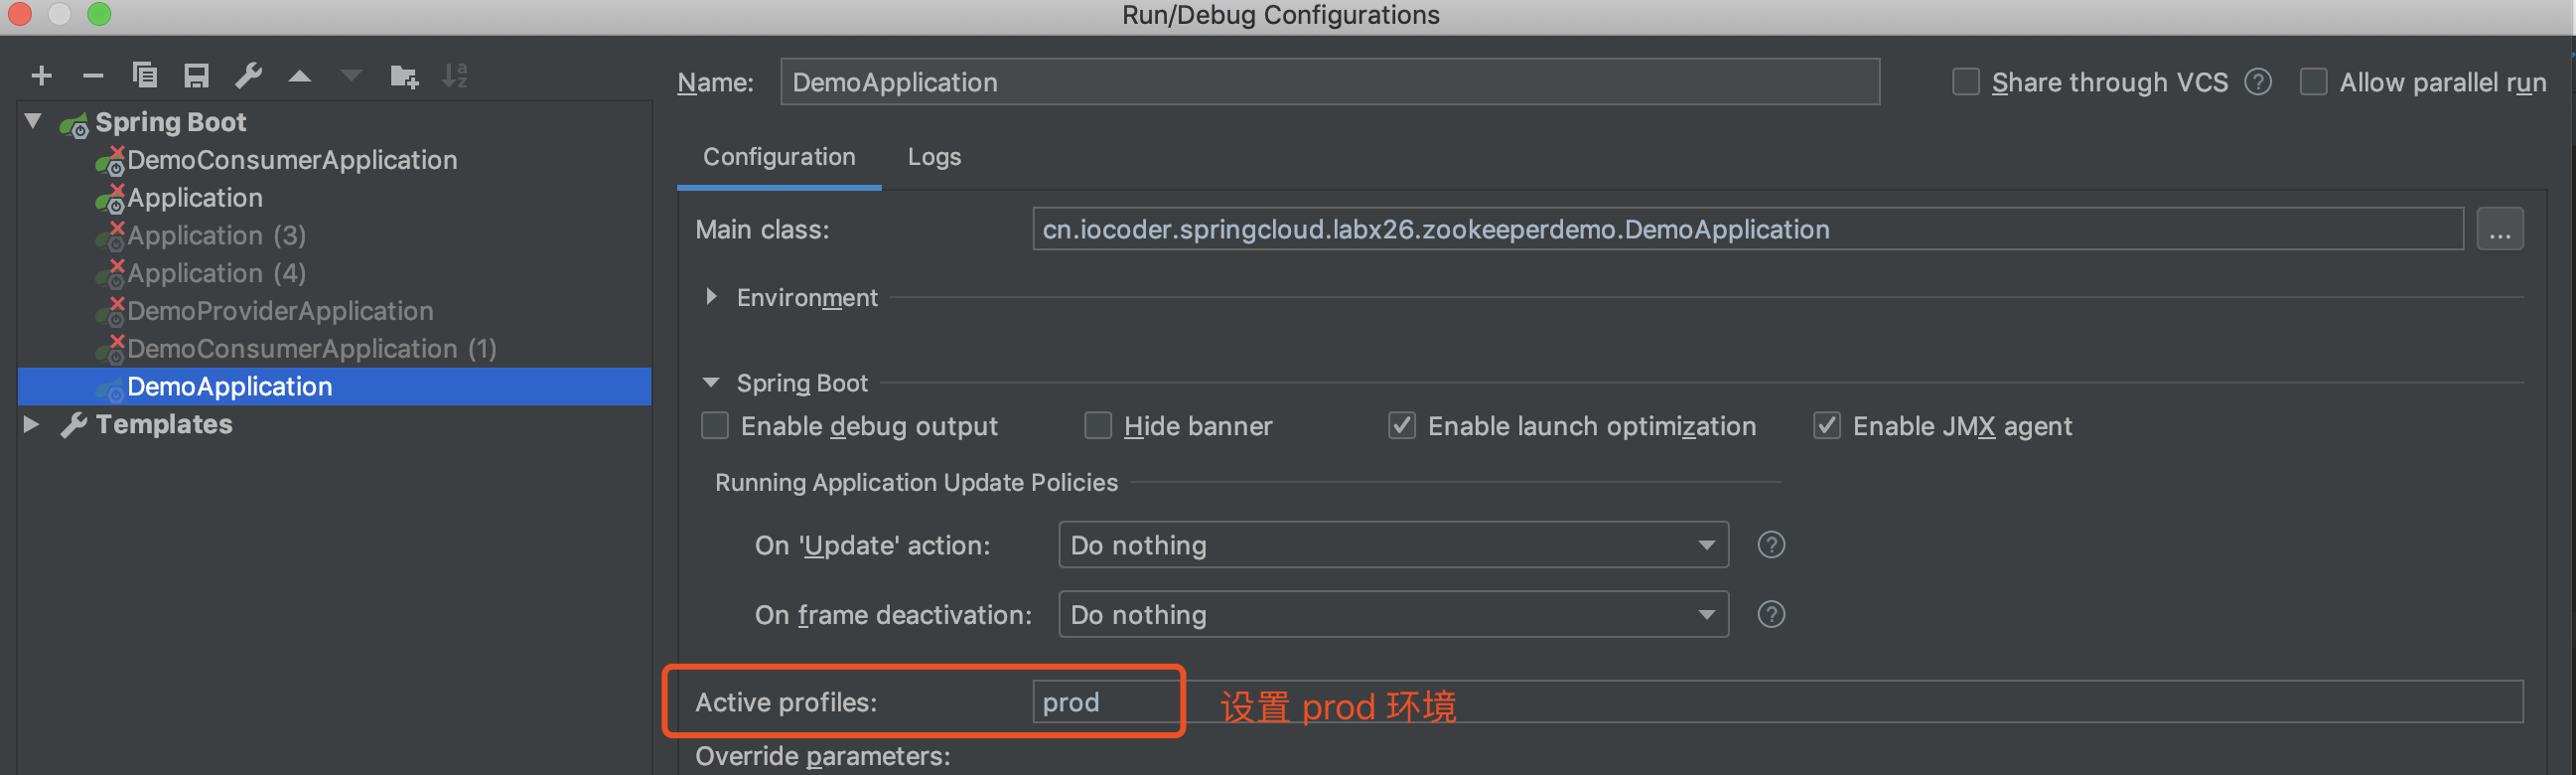 Run/Debug Configurations
Name: DemoApplication Share through VCS ? Allow parallel run
Spring Boot
DemoConsumerApplication
Application
Application (3)
Application (4)
DemoProviderApplication
DemoConsumerApplication (1)
DemoApplication
Templates
Configuration Logs
Main class: cn.iocoder.springcloud.labx26.zookeeperdemo.DemoApplication ...
Environment
Spring Boot
Enable debug output Hide banner Enable launch optimization Enable JMX agent
Running Application Update Policies
On 'Update' action: Do nothing ?
On frame deactivation: Do nothing ?
Active profiles: prod 设置 prod 环境
Override parameters: